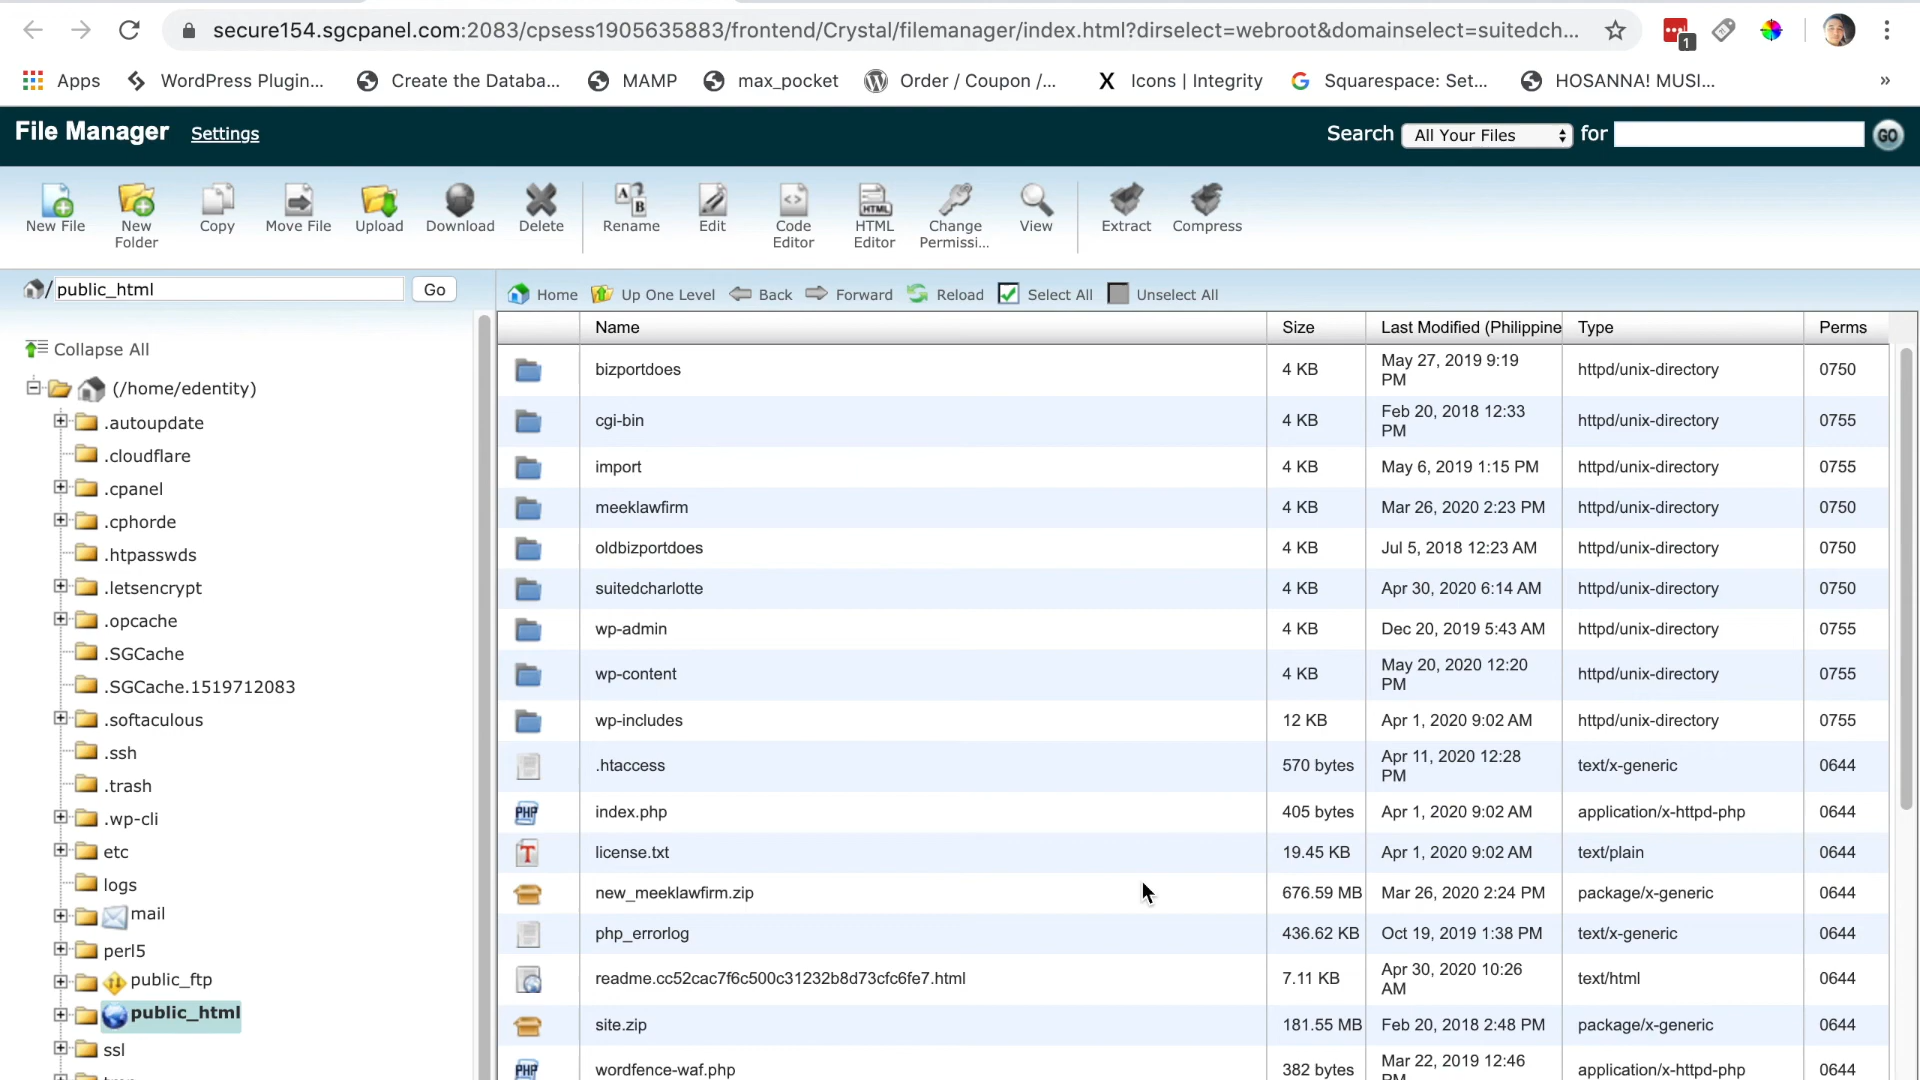 secure154.sgcpanel.com:2083/cpsess1905635883/frontend/Crystal/filemanager/index.html?dirselect=webroot&domainselect=suitedch...
1
Apps
WordPress Plugin...
Create the Databa...
MAMP
max_pocket
Order / Coupon /...
X Icons | Integrity
Squarespace: Set...
HOSANNA! MUSI...
»
File Manager Settings
Search All Your Files for GO
New File
New Folder
Copy
Move File
Upload
Download
Delete
Rename
Edit
Code Editor
HTML Editor
Change Permissi...
View
Extract
Compress
/ public_html Go
Home Up One Level Back Forward Reload Select All Unselect All
Collapse All
(/home/edentity)
.autoupdate
.cloudflare
.cpanel
.cphorde
.htpasswds
.letsencrypt
.opcache
.SGCache
.SGCache.1519712083
.softaculous
.ssh
.trash
.wp-cli
etc
logs
mail
perl5
public_ftp
public_html
ssl
Name Size Last Modified (Philippine Type Perms
bizportdoes 4 KB May 27, 2019 9:19 PM httpd/unix-directory 0750
cgi-bin 4 KB Feb 20, 2018 12:33 PM httpd/unix-directory 0755
import 4 KB May 6, 2019 1:15 PM httpd/unix-directory 0755
meeklawfirm 4 KB Mar 26, 2020 2:23 PM httpd/unix-directory 0750
oldbizportdoes 4 KB Jul 5, 2018 12:23 AM httpd/unix-directory 0750
suitedcharlotte 4 KB Apr 30, 2020 6:14 AM httpd/unix-directory 0750
wp-admin 4 KB Dec 20, 2019 5:43 AM httpd/unix-directory 0755
wp-content 4 KB May 20, 2020 12:20 PM httpd/unix-directory 0755
wp-includes 12 KB Apr 1, 2020 9:02 AM httpd/unix-directory 0755
.htaccess 570 bytes Apr 11, 2020 12:28 PM text/x-generic 0644
PHP index.php 405 bytes Apr 1, 2020 9:02 AM application/x-httpd-php 0644
T license.txt 19.45 KB Apr 1, 2020 9:02 AM text/plain 0644
new_meeklawfirm.zip 676.59 MB Mar 26, 2020 2:24 PM package/x-generic 0644
php_errorlog 436.62 KB Oct 19, 2019 1:38 PM text/x-generic 0644
readme.cc52cac7f6c500c31232b8d73cfc6fe7.html 7.11 KB Apr 30, 2020 10:26 AM text/html 0644
site.zip 181.55 MB Feb 20, 2018 2:48 PM package/x-generic 0644
PHP wordfence-waf.php 382 bytes Mar 22, 2019 12:46 application/x-httpd-php 0644